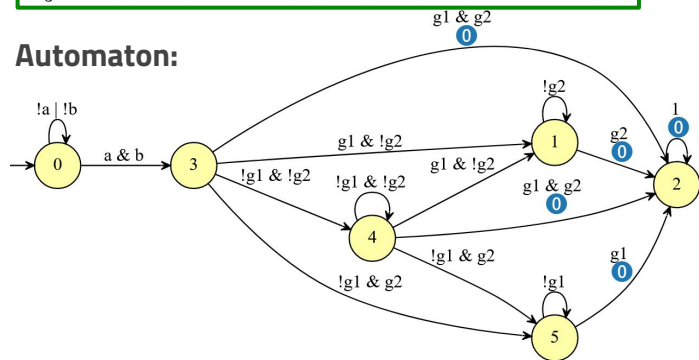 g1 & g2
0
Automaton:
!a | !b
!g2
1
0
g1 & !g2
g2
0
0
a & b
3
1
!g1 & !g2
g1 & !g2
!g1 & !g2
g1 & g2
0
2
4
!g1 & g2
!g1 & g2
!g1
g1
0
5